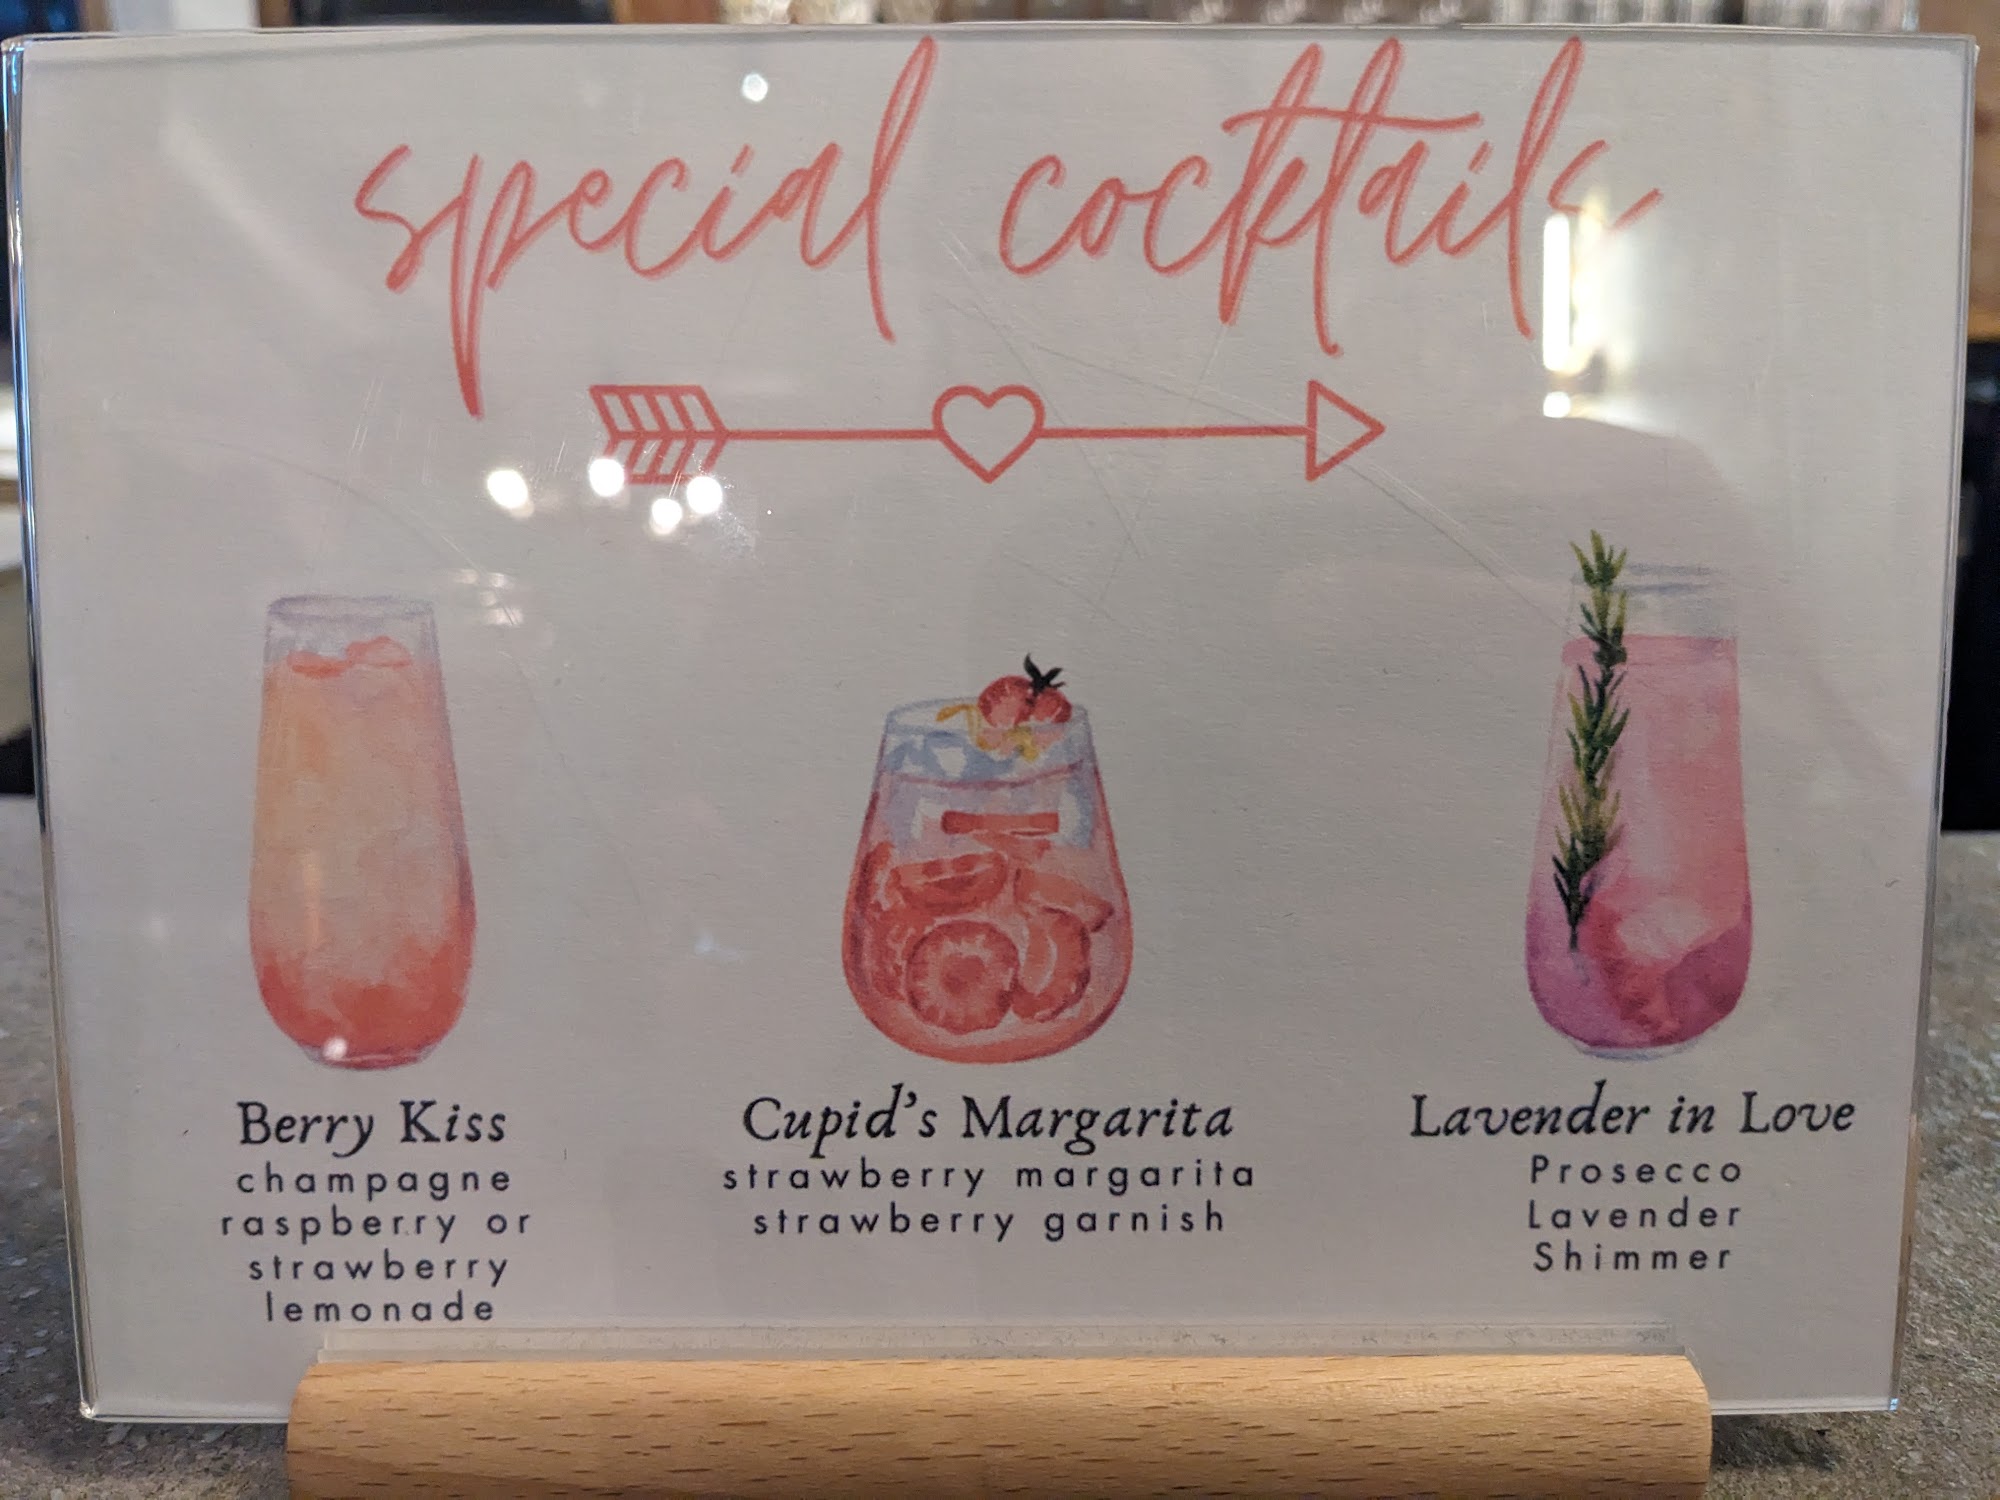 special cocktails
Berry Kiss
champagne
raspberry or
strawberry
lemonade
Cupid's Margarita
strawberry margarita
strawberry garnish
Lavender in Love
Prosecco
Lavender
Shimmer